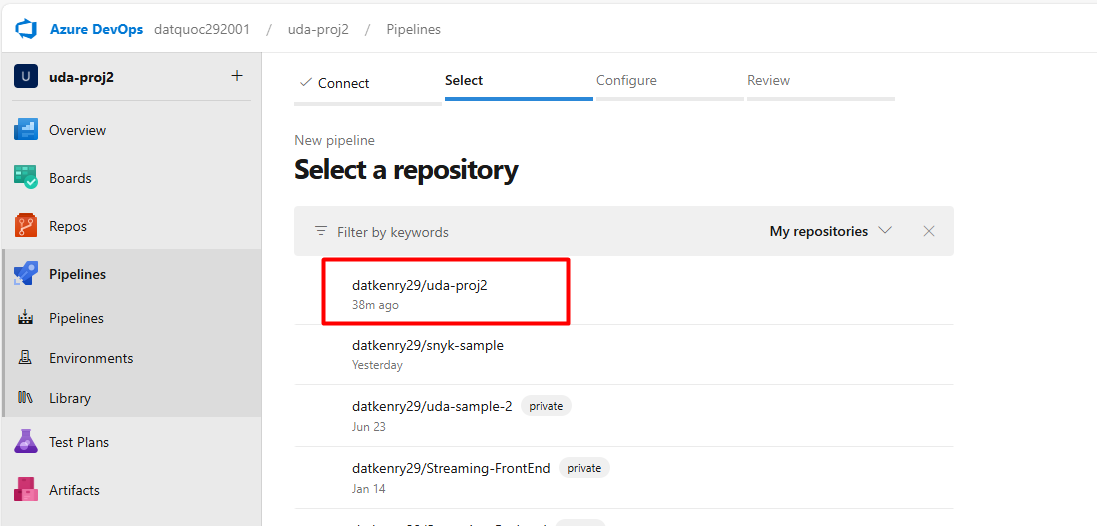 Azure DevOps datquoc292001 / uda-proj2 / Pipelines
U uda-proj2 +
Overview
Boards
Repos
Pipelines
Pipelines
Environments
Library
Test Plans
Artifacts
Connect Select Configure Review
New pipeline
Select a repository
Filter by keywords My repositories
datkenry29/uda-proj2
38m ago
datkenry29/snyk-sample
Yesterday
datkenry29/uda-sample-2 private
Jun 23
datkenry29/Streaming-FrontEnd private
Jan 14